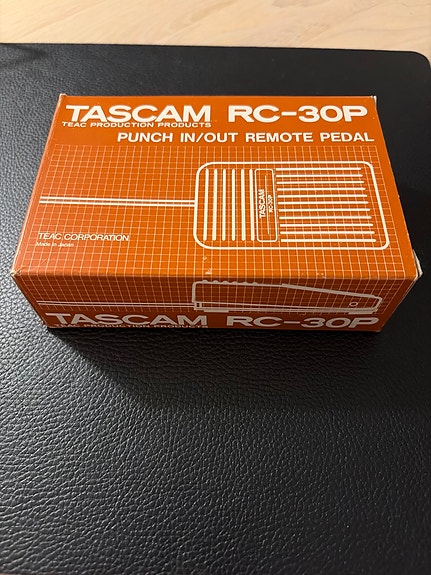 TASCAM RC-30P
TEAC PRODUCTION PRODUCTS
PUNCH IN/OUT REMOTE PEDAL
TASCAM
RC-30P
TEAC CORPORATION
Made in Japan
TASCAM RC-30P
TEAC PRODUCTION PRODUCTS